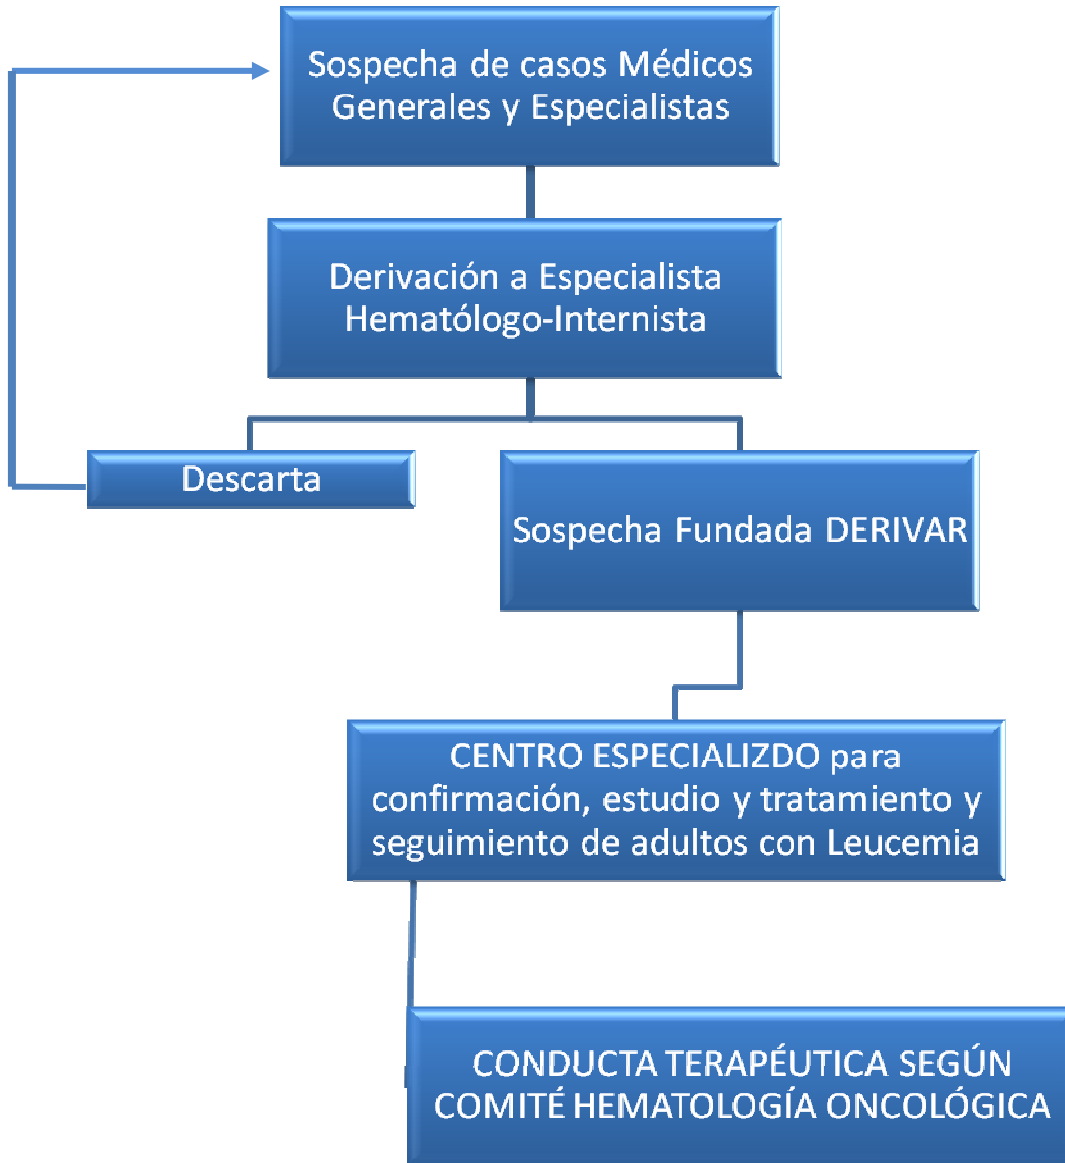 Sospecha de casos Médicos
Generales y Especialistas
Derivación a Especialista
Hematólogo-Internista
Descarta
Sospecha Fundada DERIVAR
CENTRO ESPECIALIZDO para
confirmación, estudio y tratamiento y
seguimiento de adultos con Leucemia
CONDUCTA TERAPÉUTICA SEGÚN
COMITÉ HEMATOLOGÍA ONCOLÓGICA